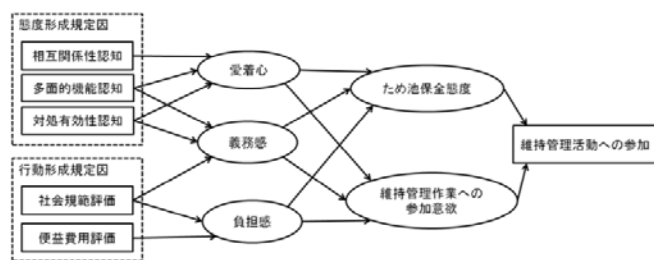 態度形成規定因
相互関係性認知
多面的機能認知
対処有効性認知
行動形成規定因
社会規範評価
便益費用評価
愛着心
義務感
負担感
ため池保全態度
維持管理作業への
参加意欲
維持管理活動への参加